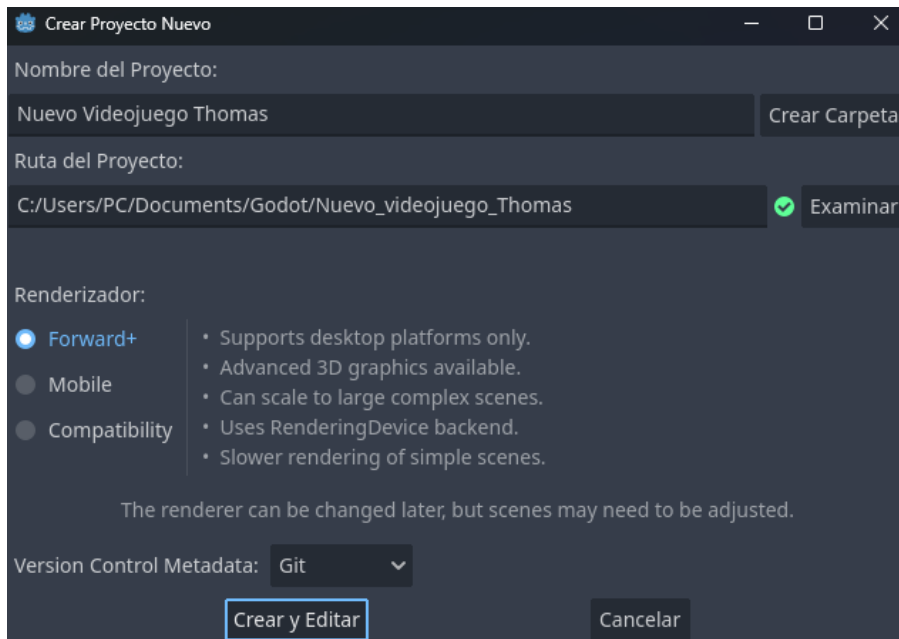 Crear Proyecto Nuevo
Nombre del Proyecto:
Nuevo Videojuego Thomas
Crear Carpeta
Ruta del Proyecto:
C:/Users/PC/Documents/Godot/Nuevo_videojuego_Thomas
Examinar
Renderizador:
Forward+
Mobile
Compatibility
• Supports desktop platforms only.
• Advanced 3D graphics available.
• Can scale to large complex scenes.
• Uses RenderingDevice backend.
• Slower rendering of simple scenes.
The renderer can be changed later, but scenes may need to be adjusted.
Version Control Metadata: Git
Crear y Editar
Cancelar